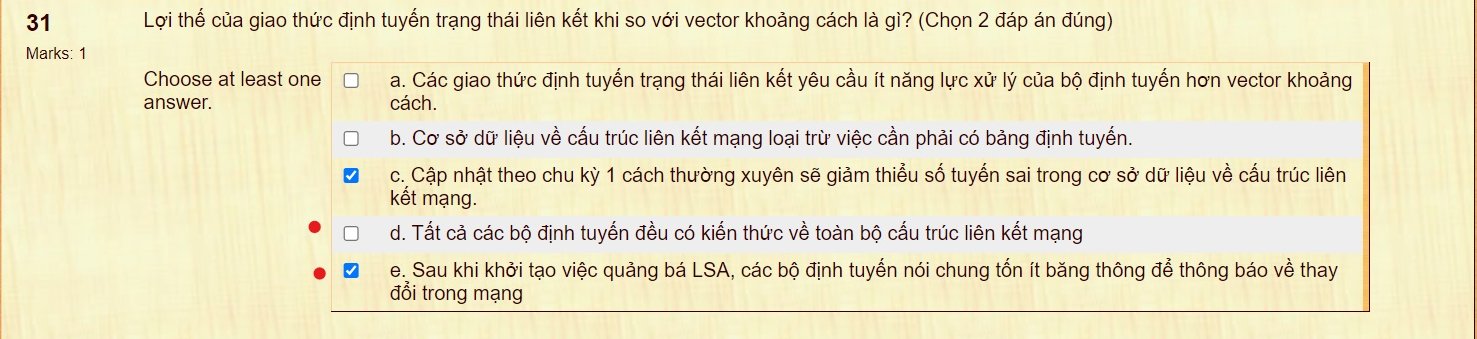 31
Lợi thế của giao thức định tuyến trạng thái liên kết khi so với vector khoảng cách là gì? (Chọn 2 đáp án đúng)
Marks: 1
Choose at least one
answer.
a. Các giao thức định tuyến trạng thái liên kết yêu cầu ít năng lực xử lý của bộ định tuyến hơn vector khoảng
cách.
b. Cơ sở dữ liệu về cấu trúc liên kết mạng loại trừ việc cần phải có bảng định tuyến.
c. Cập nhật theo chu kỳ 1 cách thường xuyên sẽ giảm thiểu số tuyến sai trong cơ sở dữ liệu về cấu trúc liên
kết mạng.
d. Tất cả các bộ định tuyến đều có kiến thức về toàn bộ cấu trúc liên kết mạng
e. Sau khi khởi tạo việc quảng bá LSA, các bộ định tuyến nói chung tốn ít băng thông để thông báo về thay
đổi trong mạng